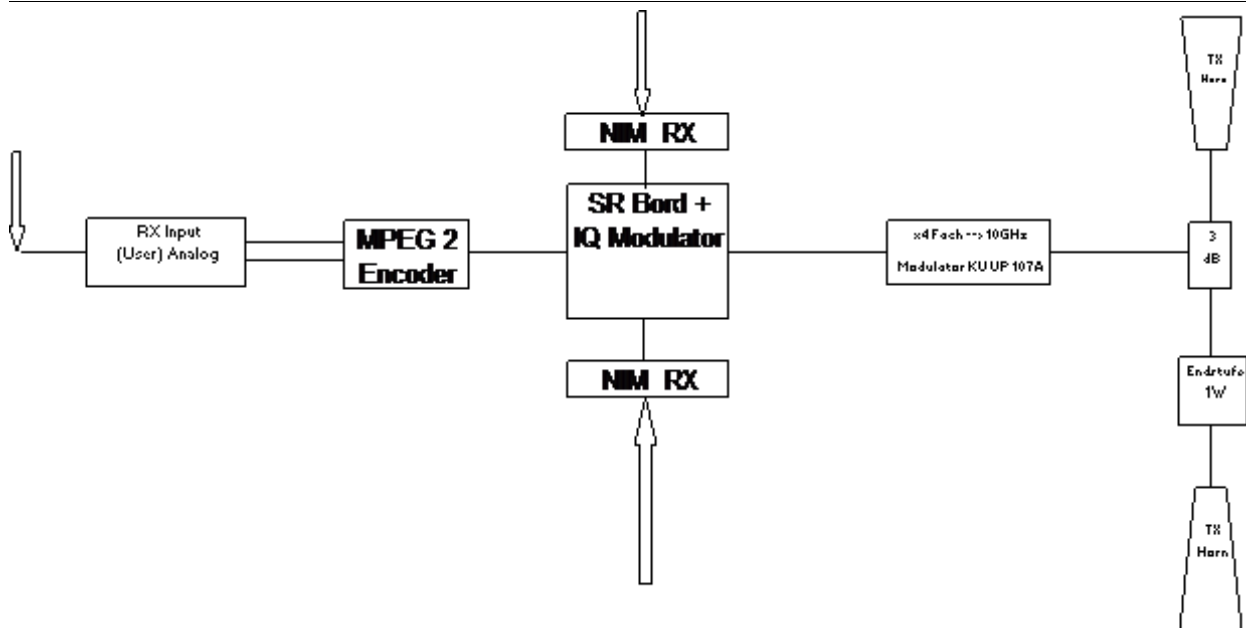 TX
Horn
NIM RX
SR Bord +
IQ Modulator
RX Input
(User) Analog
MPEG 2
Encoder
x4 Fach --> 10GHz
Modulator KU UP 107A
3
dB
NIM RX
Endstufe
1W
TX
Horn